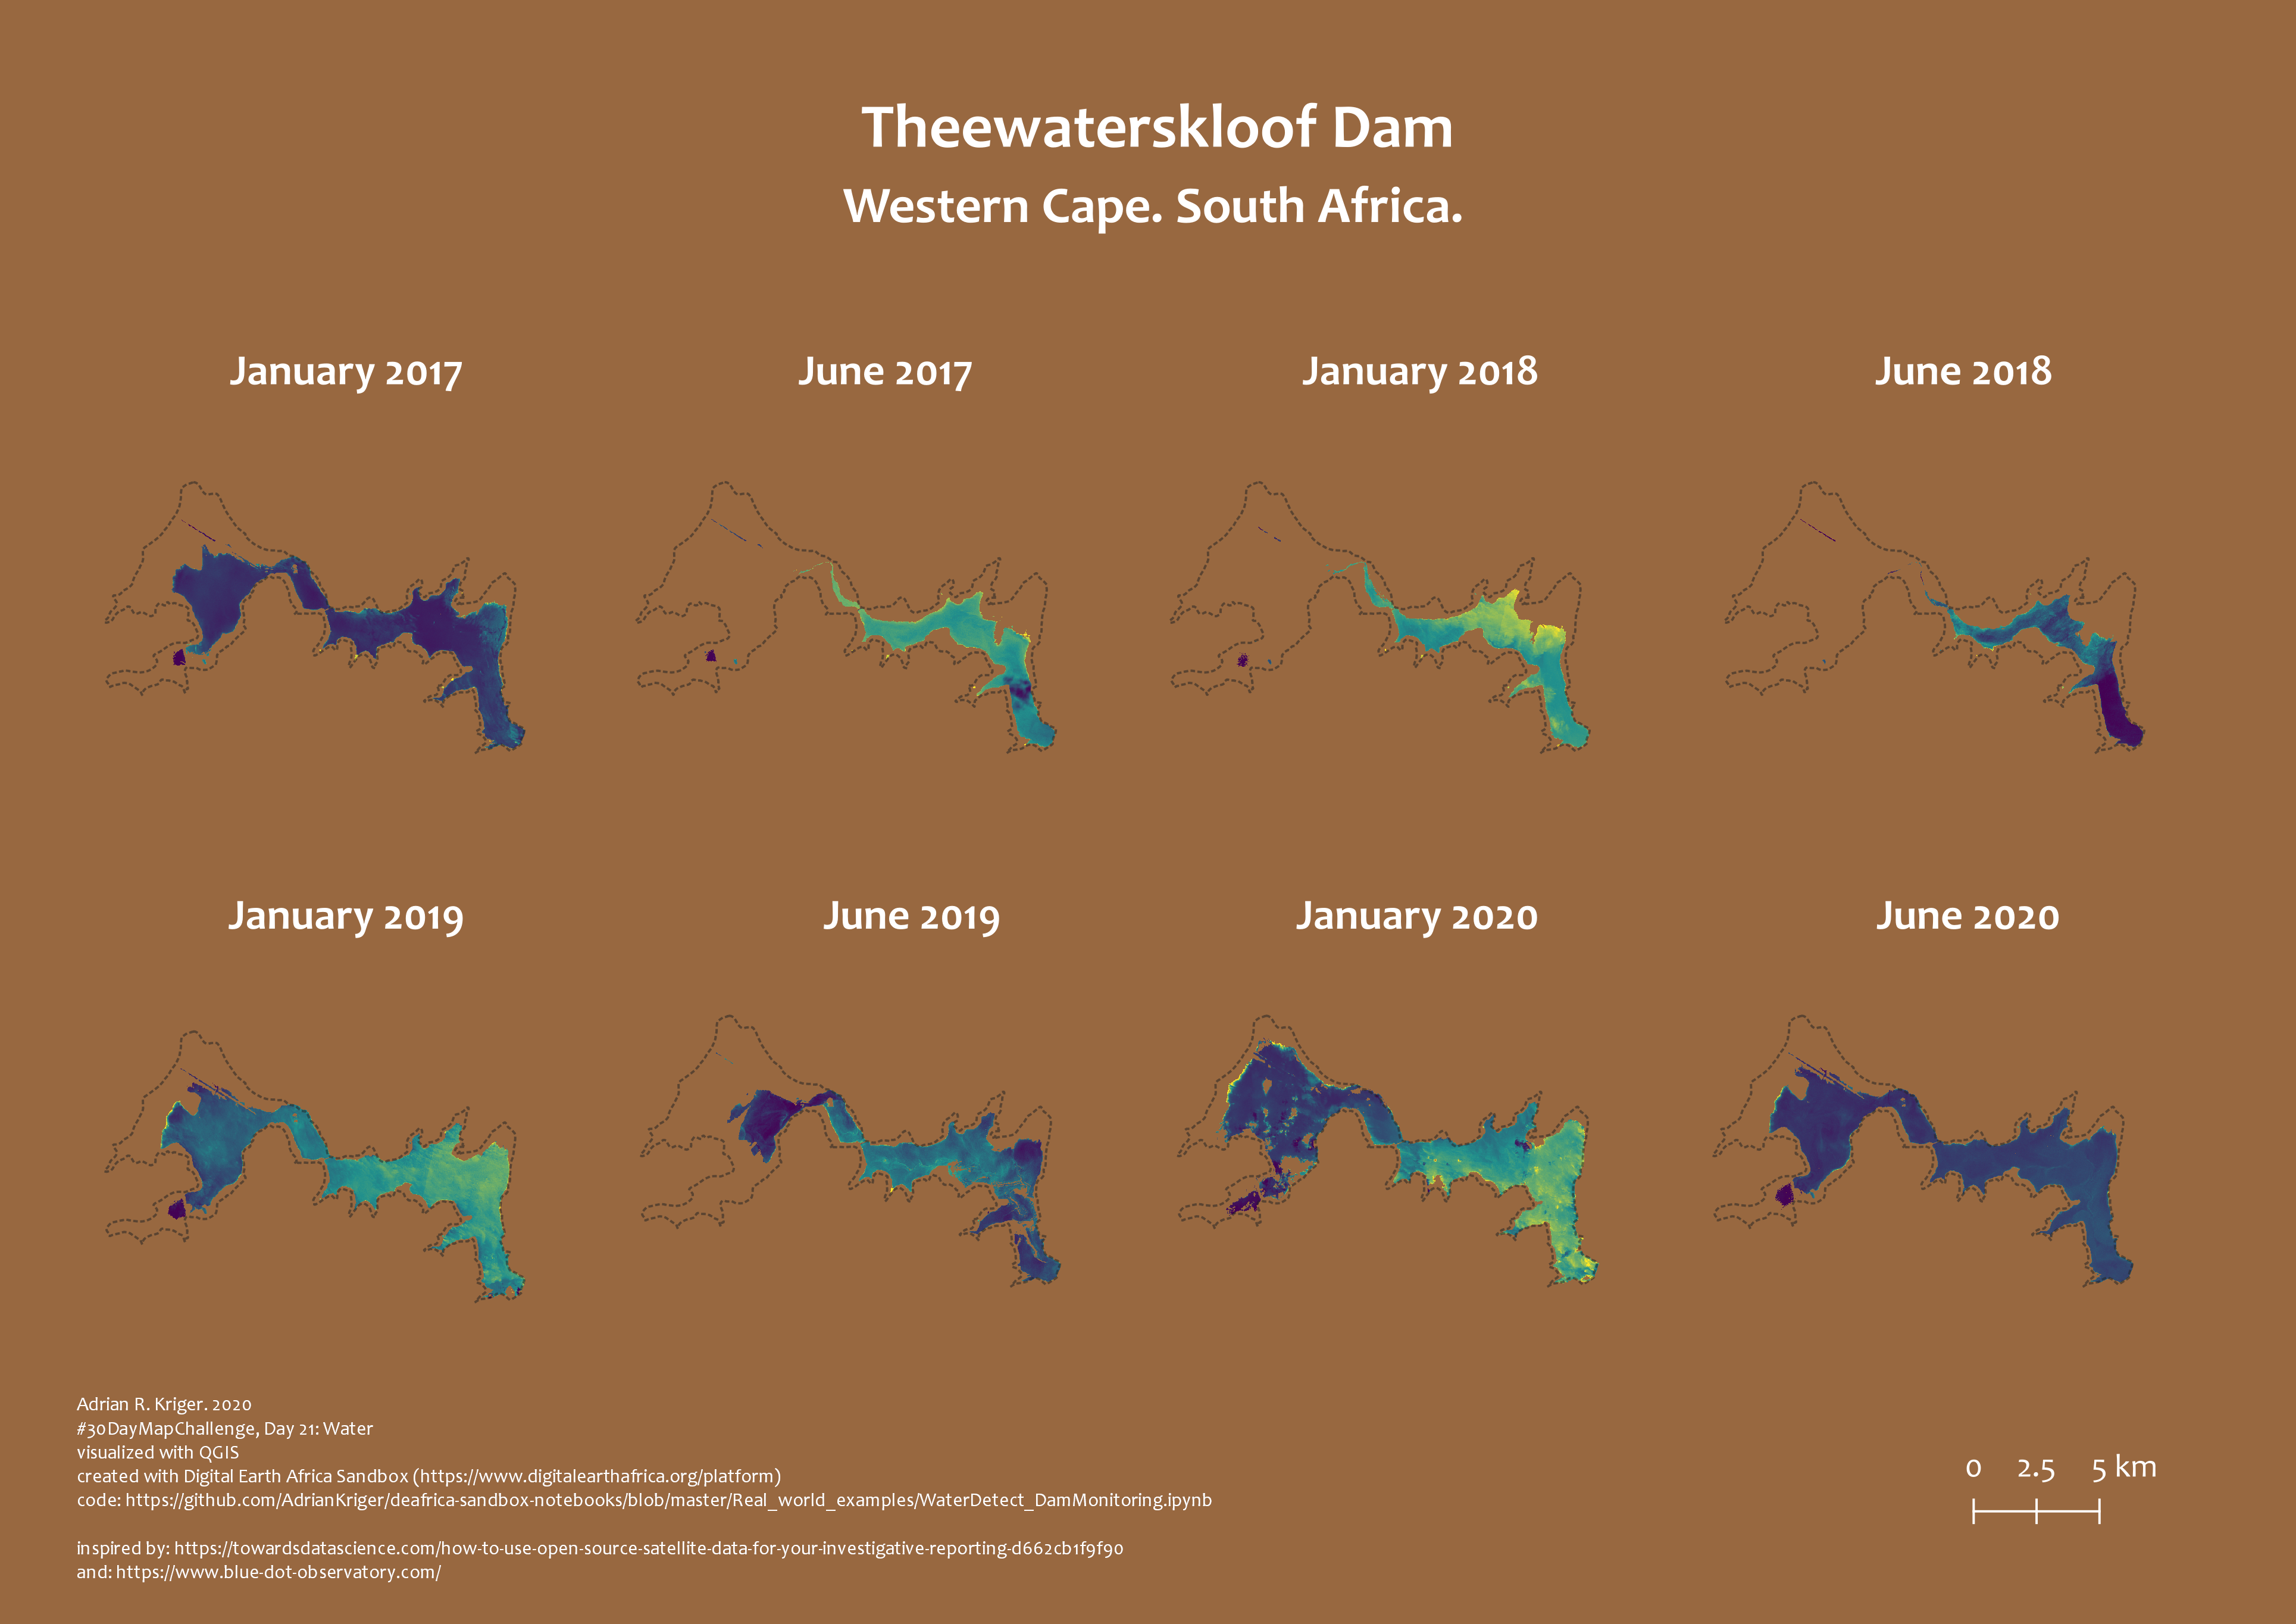 Theewaterskloof Dam
Western Cape. South Africa.
January 2017
June 2017
January 2018
June 2018
January 2019
June 2019
January 2020
June 2020
Adrian R. Kriger. 2020
#30DayMapChallenge, Day 21: Water
visualized with QGIS
created with Digital Earth Africa Sandbox (https://www.digitalearthafrica.org/platform)
code: https://github.com/AdrianKriger/deafrica-sandbox-notebooks/blob/master/Real_world_examples/WaterDetect_DamMonitoring.ipynb
inspired by: https://towardsdatascience.com/how-to-use-open-source-satellite-data-for-your-investigative-reporting-d662cb1f9f90
and: https://www.blue-dot-observatory.com/
0 2.5 5 km